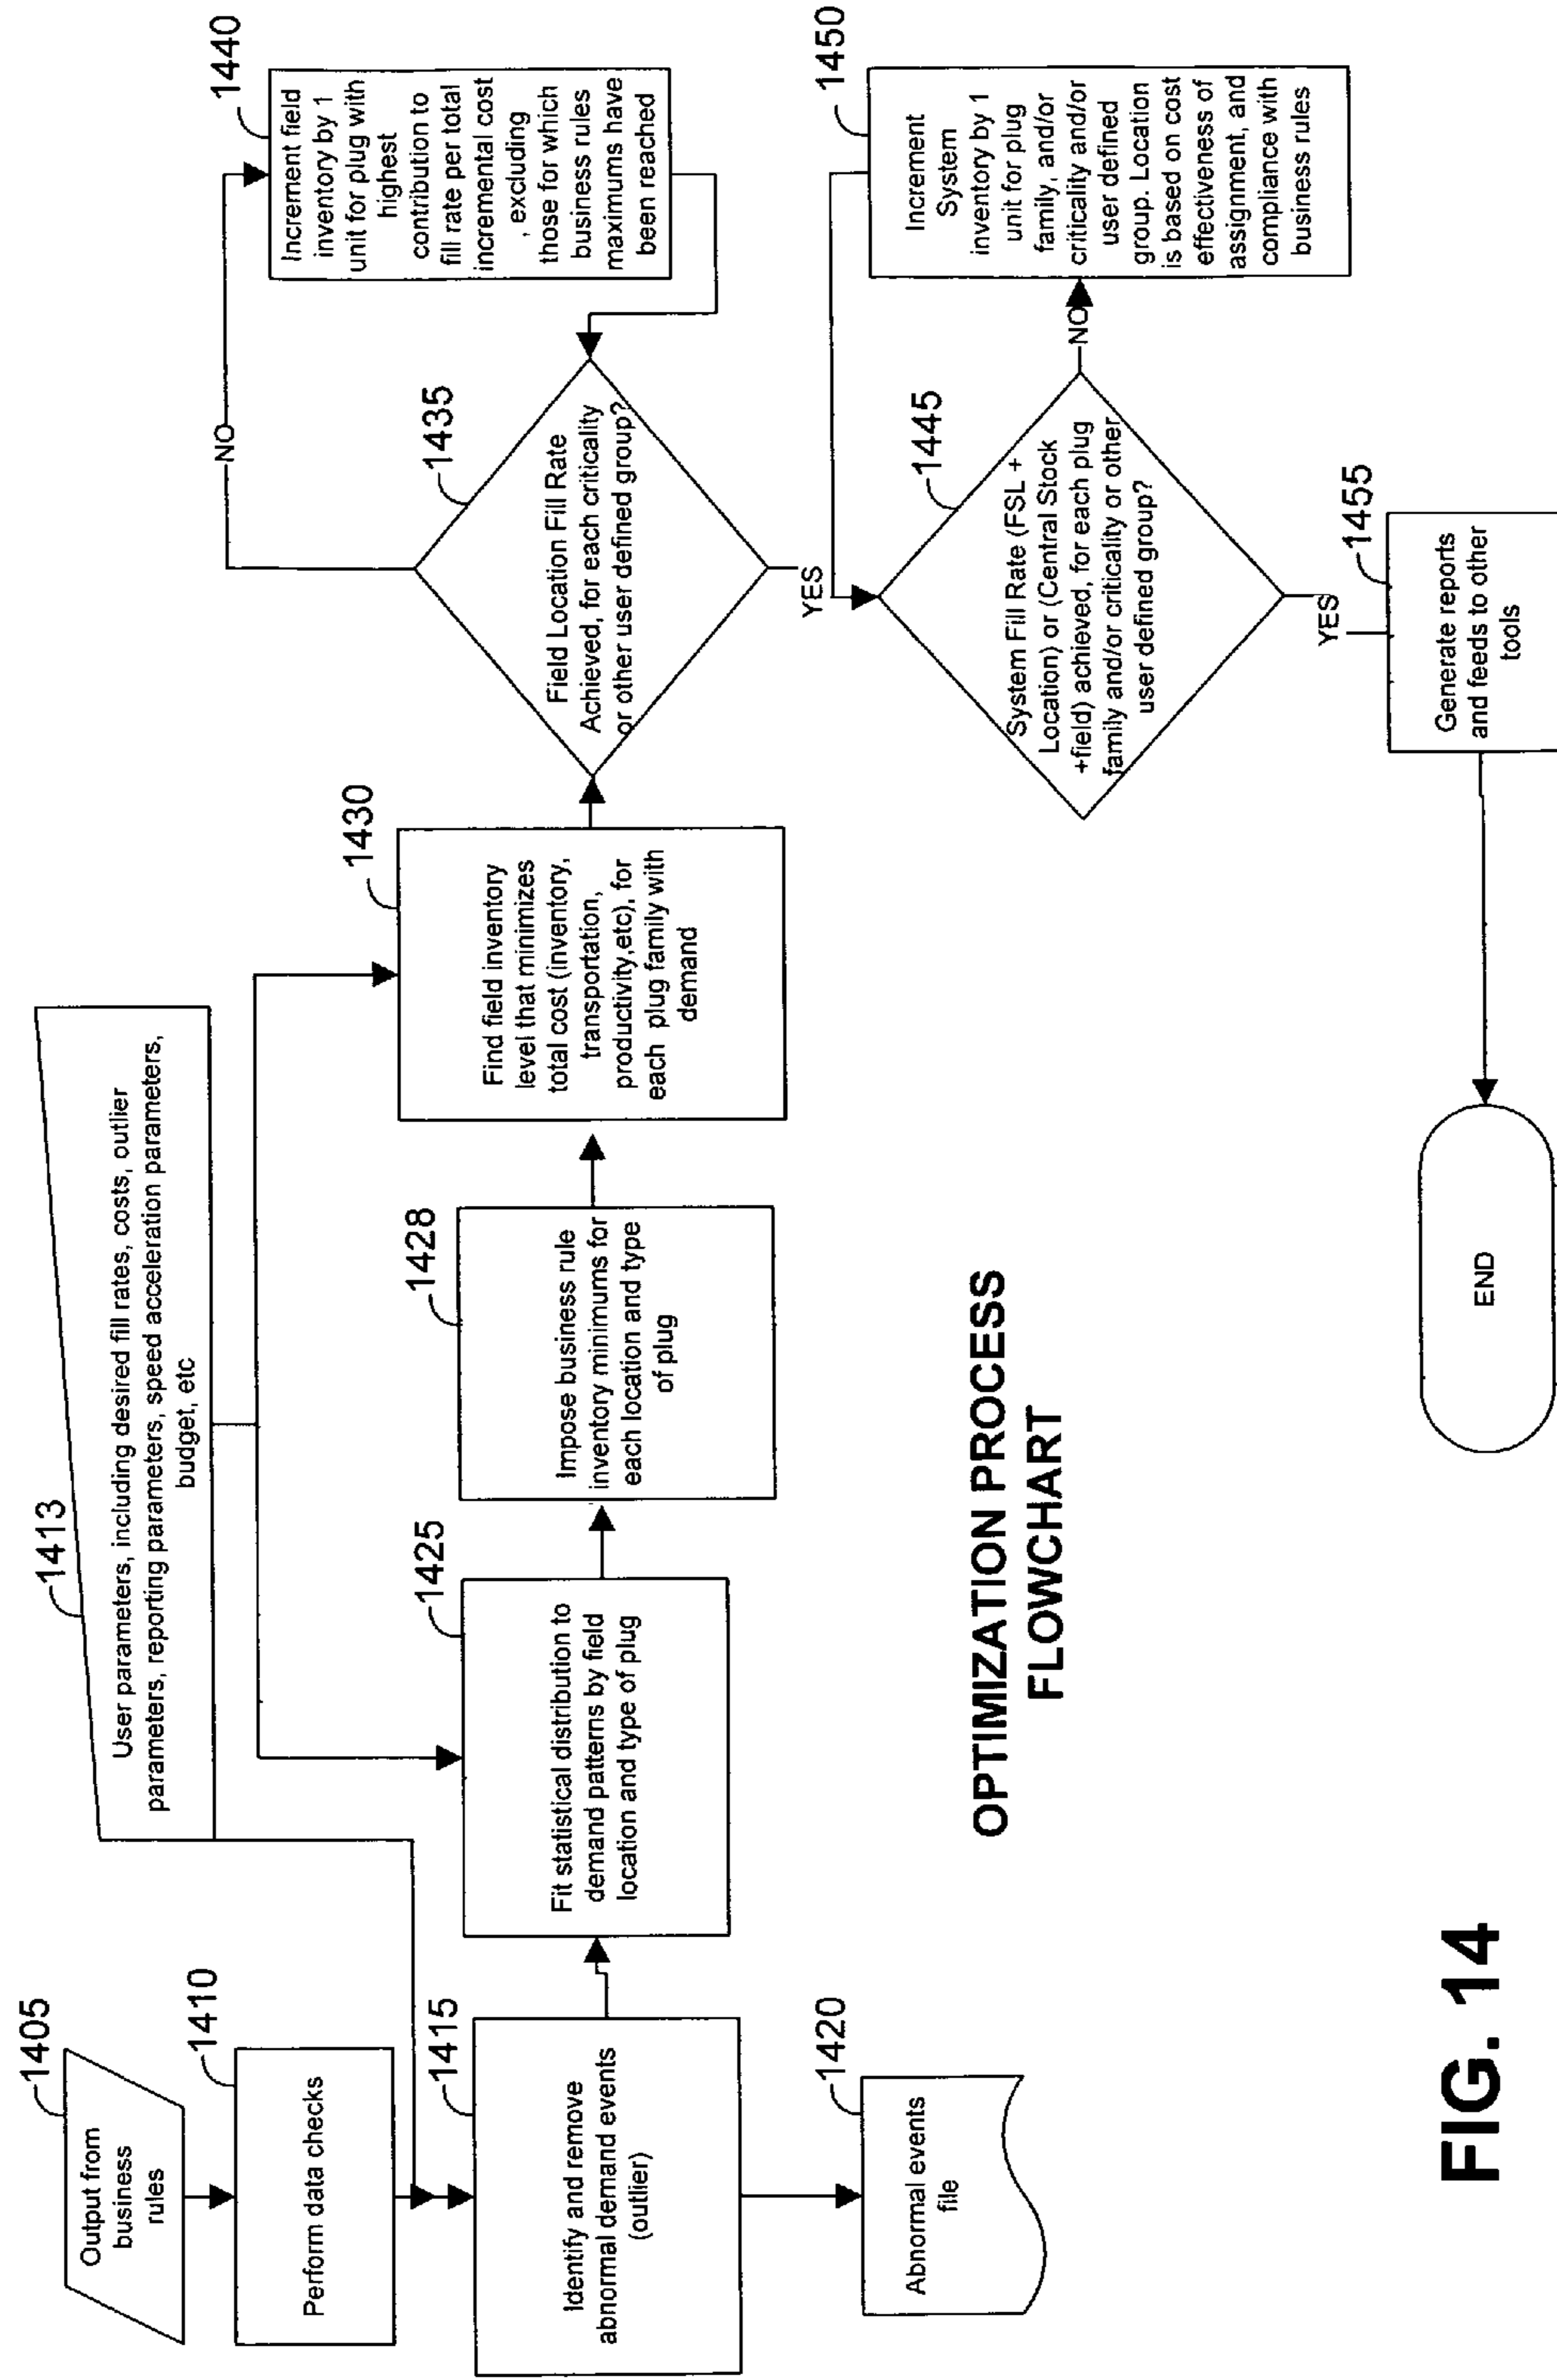 1405
Output from
business
rules
1410
Perform data checks
1413
User parameters, including desired fill rates, costs, outlier
parameters, reporting parameters, speed acceleration parameters,
budget, etc
1415
Identify and remove
abnormal demand events
(outlier)
1420
Abnormal events
file
1425
Fit statistical distribution to
demand patterns by field
location and type of plug
1428
Impose business rule
inventory minimums for
each location and type
of plug
1430
Find field inventory
level that minimizes
total cost (inventory,
transportation,
productivity,etc), for
each plug family with
demand
1435
Field Location Fill Rate
Achieved, for each criticality
or other user defined group?
NO
YES
1440
Increment field
inventory by 1
unit for plug with
highest
contribution to
fill rate per total
incremental cost
, excluding
those for which
business rules
maximums have
been reached
1445
System Fill Rate (FSL +
Location) or (Central Stock
+field) achieved, for each plug
family and/or criticality or other
user defined group?
NO
YES
1450
Increment
System
inventory by 1
unit for plug
family, and/or
criticality and/or
user defined
group. Location
is based on cost
effectiveness of
assignment, and
compliance with
business rules
1455
Generate reports
and feeds to other
tools
END
OPTIMIZATION PROCESS
FLOWCHART
FIG. 14